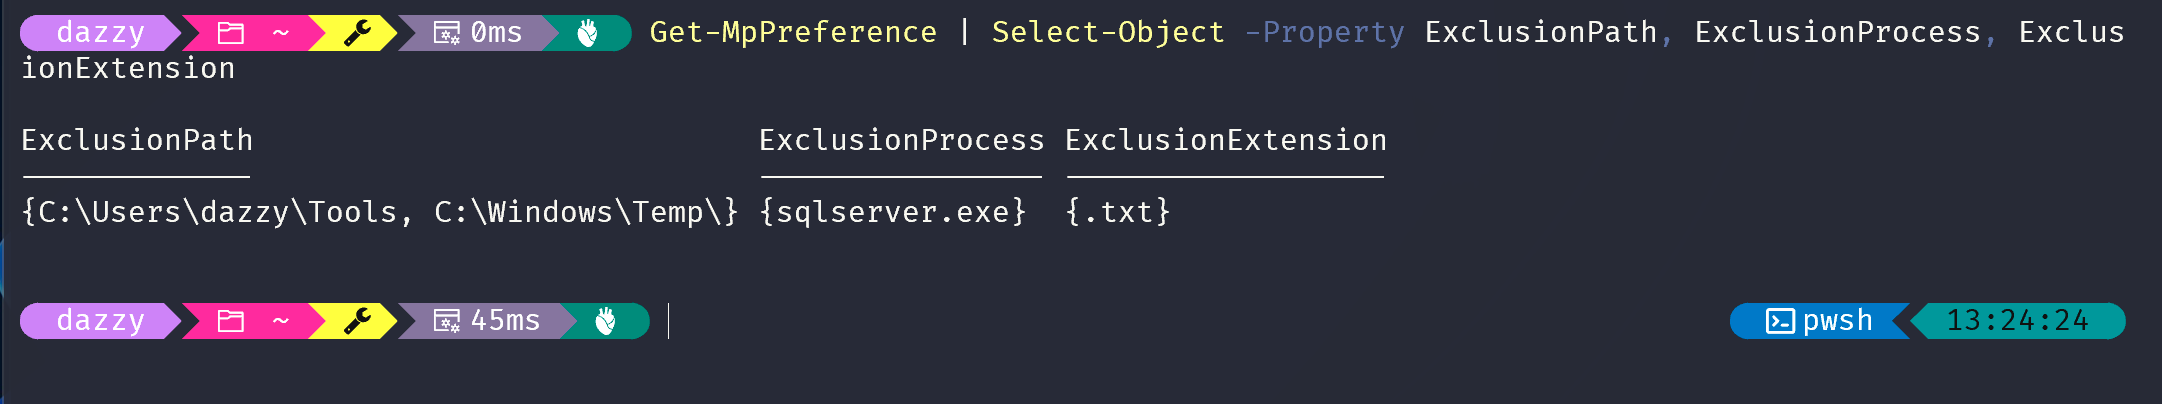 dazzy ~ 0ms Get-MpPreference | Select-Object -Property ExclusionPath, ExclusionProcess, Exclus
ionExtension
ExclusionPath ExclusionProcess ExclusionExtension
{C:\Users\dazzy\Tools, C:\Windows\Temp\} {sqlserver.exe} {.txt}
dazzy ~ 45ms pwsh 13:24:24